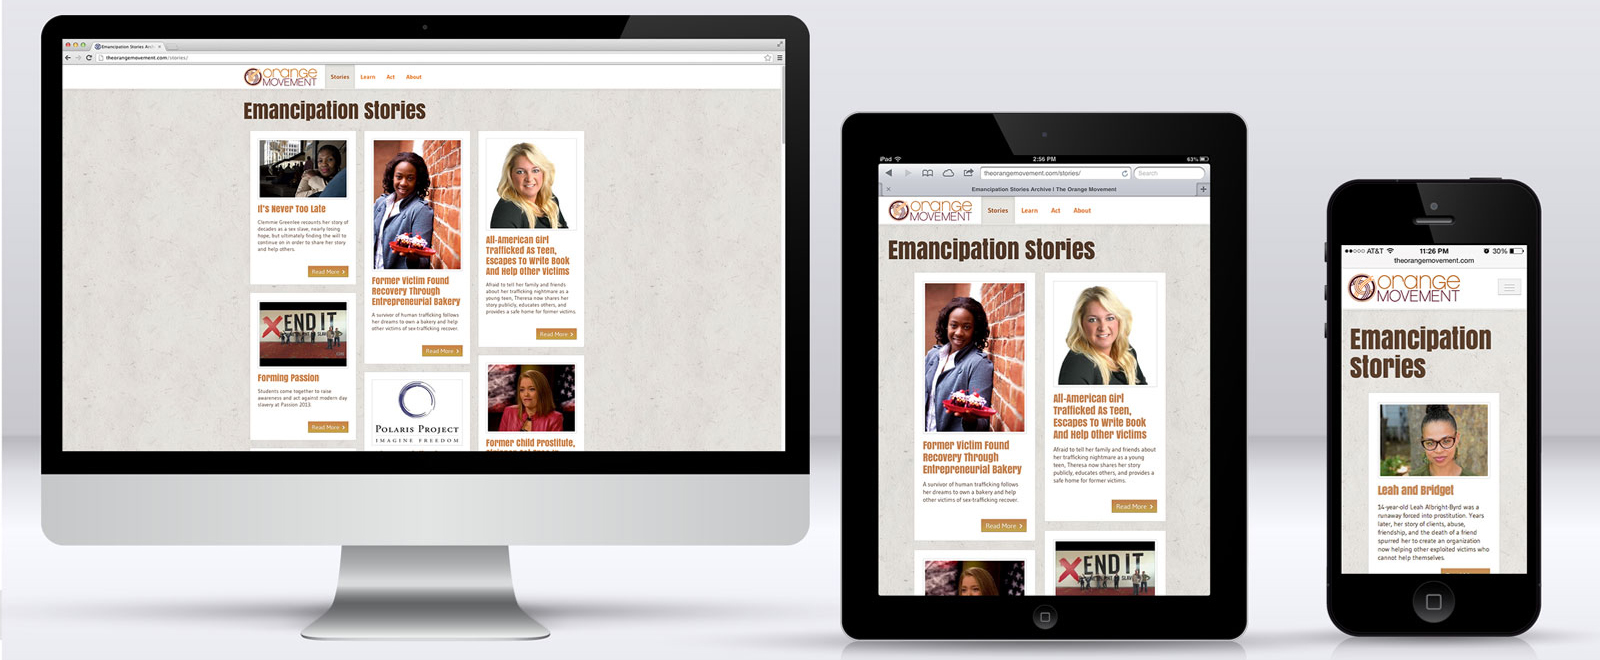 Emancipation Stories Arc
theorangemovement.com/stories/
orange
MOVEMENT
Stories
Learn
Act
About
Emancipation Stories
It's Never Too Late
Clemmie Greenlee recounts her story of
decades as a sex slave, nearly losing
hope, but ultimately finding the will to
continue on in order to share her story
and help others.
Read More
END IT
Forming Passion
Students come together to raise
awareness and act against modern day
slavery at Passion 2013.
Read More
Former Victim Found
Recovery Through
Entrepreneurial Bakery
A survivor of human trafficking follows
her dreams to own a bakery and help
other victims of sex-trafficking recover.
Read More
POLARIS PROJECT
IMAGINE FREEDOM
All-American Girl
Trafficked As Teen,
Escapes To Write Book
And Help Other Victims
Afraid to tell her family and friends
about her trafficking nightmare as a
young teen, Theresa now shares her
story publicly, educates others, and
provides a safe home for former victims.
Read More
Former Child Prostitute,
iPad
2:56 PM
63%
theorangemovement.com/stories/
Search
Emancipation Stories Archive | The Orange Movement
orange
MOVEMENT
Stories
Learn
Act
About
Emancipation Stories
Former Victim Found
Recovery Through
Entrepreneurial Bakery
A survivor of human trafficking follows
her dreams to own a bakery and help
other victims of sex-trafficking recover.
Read More
All-American Girl
Trafficked As Teen,
Escapes To Write Book
And Help Other Victims
Afraid to tell her family and friends about
her trafficking nightmare as a young
teen, Theresa now shares her story
publicly, educates others, and provides a
safe home for former victims.
Read More
END IT
AT&T
11:26 PM
30%
theorangemovement.com
orange
MOVEMENT
Emancipation
Stories
Leah and Bridget
14-year-old Leah Albright-Byrd was a
runaway forced into prostitution. Years
later, her story of clients, abuse,
friendship, and the death of a friend
spurred her to create an organization
now helping other exploited victims who
cannot help themselves.